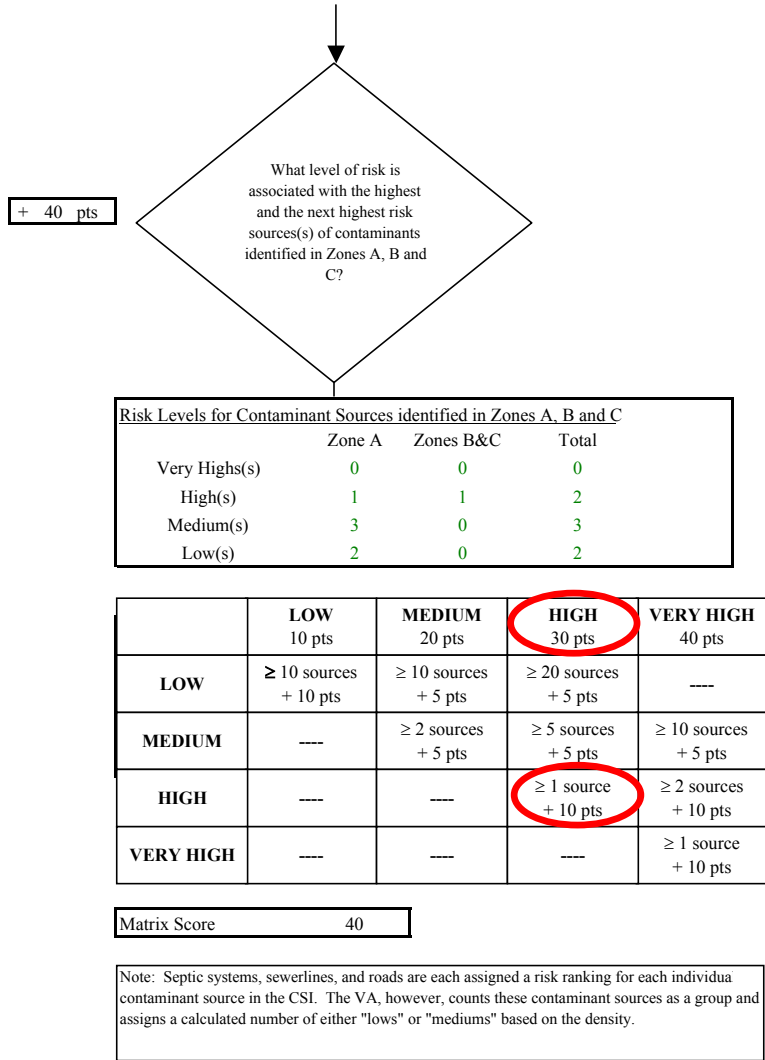 What level of risk is
associated with the highest
and the next highest risk
sources(s) of contaminants
identified in Zones A, B and
C?
+ 40 pts
Risk Levels for Contaminant Sources identified in Zones A, B and C
Zone A Zones B&C Total
Very Highs(s) 0 0 0
High(s) 1 1 2
Medium(s) 3 0 3
Low(s) 2 0 2
LOW MEDIUM HIGH VERY HIGH
10 pts 20 pts 30 pts 40 pts
LOW ≥ 10 sources ≥ 10 sources ≥ 20 sources ----
+ 10 pts + 5 pts + 5 pts
MEDIUM ---- ≥ 2 sources ≥ 5 sources ≥ 10 sources
+ 5 pts + 5 pts + 5 pts
HIGH ---- ---- ≥ 1 source ≥ 2 sources
+ 10 pts + 10 pts
VERY HIGH ---- ---- ---- ≥ 1 source
+ 10 pts
Matrix Score 40
Note: Septic systems, sewerlines, and roads are each assigned a risk ranking for each individua
contaminant source in the CSI. The VA, however, counts these contaminant sources as a group and
assigns a calculated number of either "lows" or "mediums" based on the density.